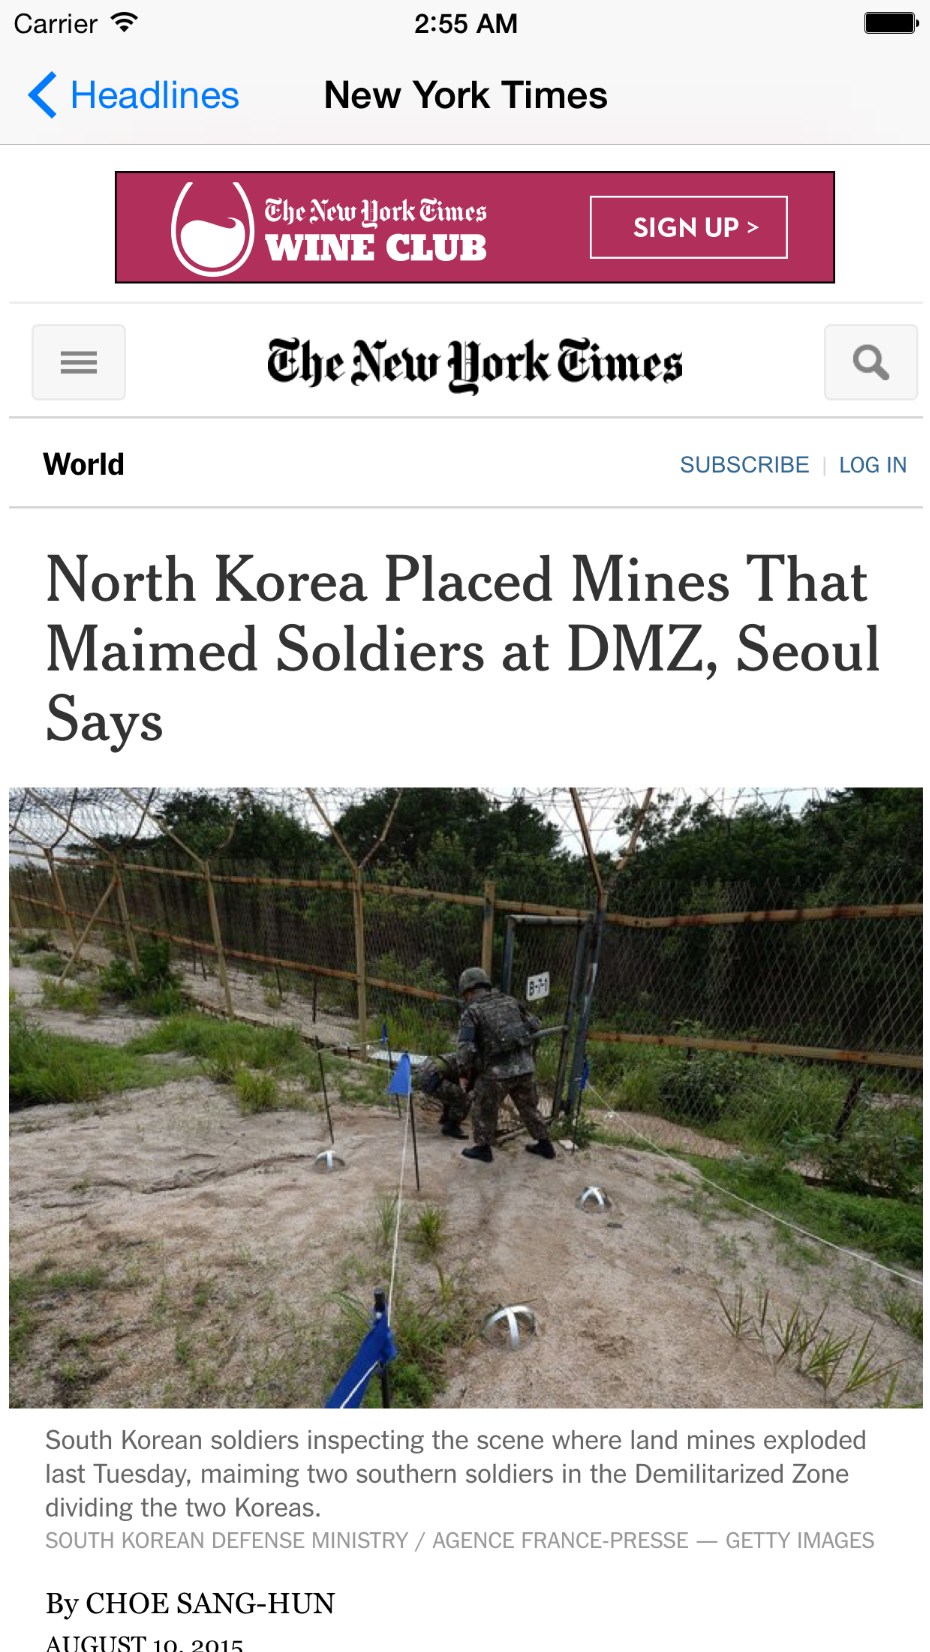 Carrier 2:55 AM
Headlines New York Times
The New York Times
WINE CLUB
SIGN UP >
The New York Times
World SUBSCRIBE | LOG IN
North Korea Placed Mines That
Maimed Soldiers at DMZ, Seoul
Says
B-7-1
South Korean soldiers inspecting the scene where land mines exploded
last Tuesday, maiming two southern soldiers in the Demilitarized Zone
dividing the two Koreas.
SOUTH KOREAN DEFENSE MINISTRY / AGENCE FRANCE-PRESSE — GETTY IMAGES
By CHOE SANG-HUN
AUGUST 10, 2015